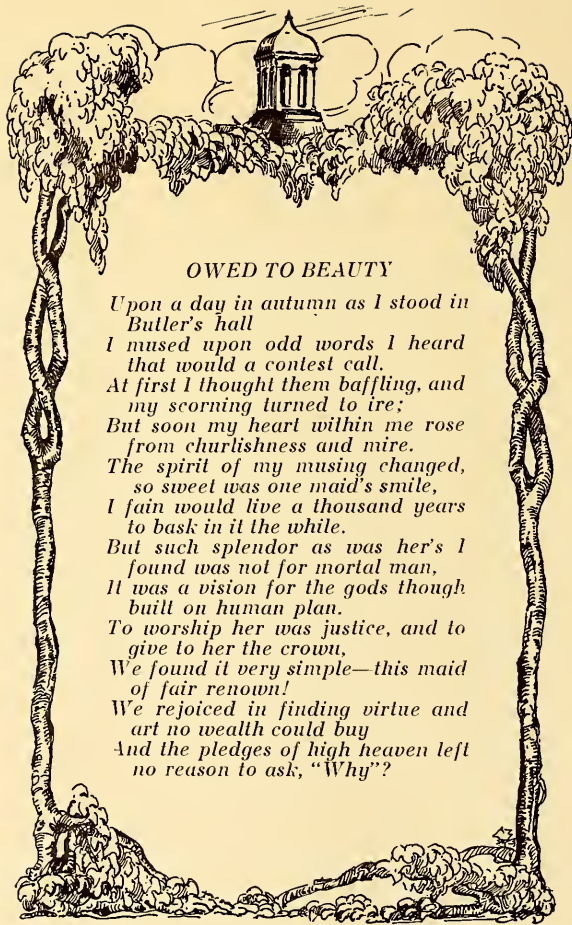 OWED TO BEAUTY
Upon a day in autumn as I stood in
Butler's hall
I mused upon odd words I heard
that would a contest call.
At first I thought them baffling, and
my scorning turned to ire;
But soon my heart within me rose
from churlishness and mire.
The spirit of my musing changed,
so sweet was one maid's smile,
I fain would live a thousand years
to bask in it the while.
But such splendor as was her's I
found was not for mortal man,
It was a vision for the gods though
built on human plan.
To worship her was justice, and to
give to her the crown,
We found it very simple—this maid
of fair renown!
We rejoiced in finding virtue and
art no wealth could buy
And the pledges of high heaven left
no reason to ask, "Why"?